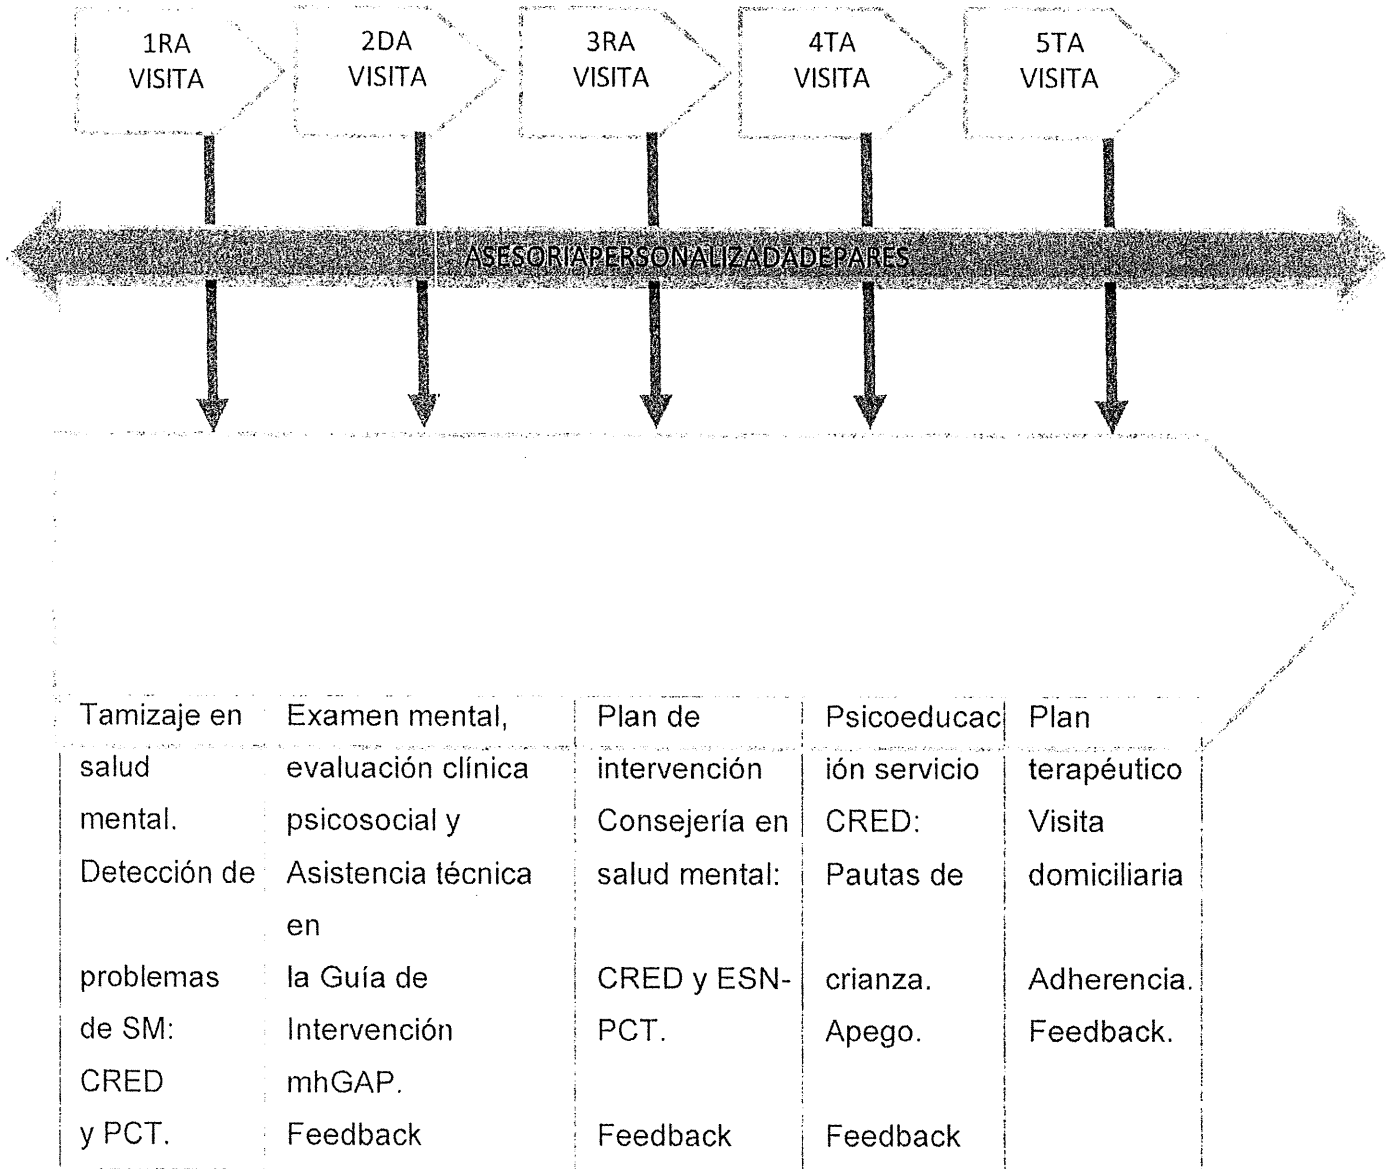 1RA
VISITA
2DA
VISITA
3RA
VISITA
4TA
VISITA
5TA
VISITA
ASESORIAPERSONALIZADADEPARES
Tamizaje en
salud
mental.
Detección de
problemas
de SM:
CRED
y PCT.
Examen mental,
evaluación clínica
psicosocial y
Asistencia técnica
en
la Guía de
Intervención
mhGAP.
Feedback
Plan de
intervención
Consejería en
salud mental:
CRED y ESN-
PCT.
Feedback
Psicoeducac
ión servicio
CRED:
Pautas de
crianza.
Apego.
Feedback
Plan
terapéutico
Visita
domiciliaria
Adherencia.
Feedback.